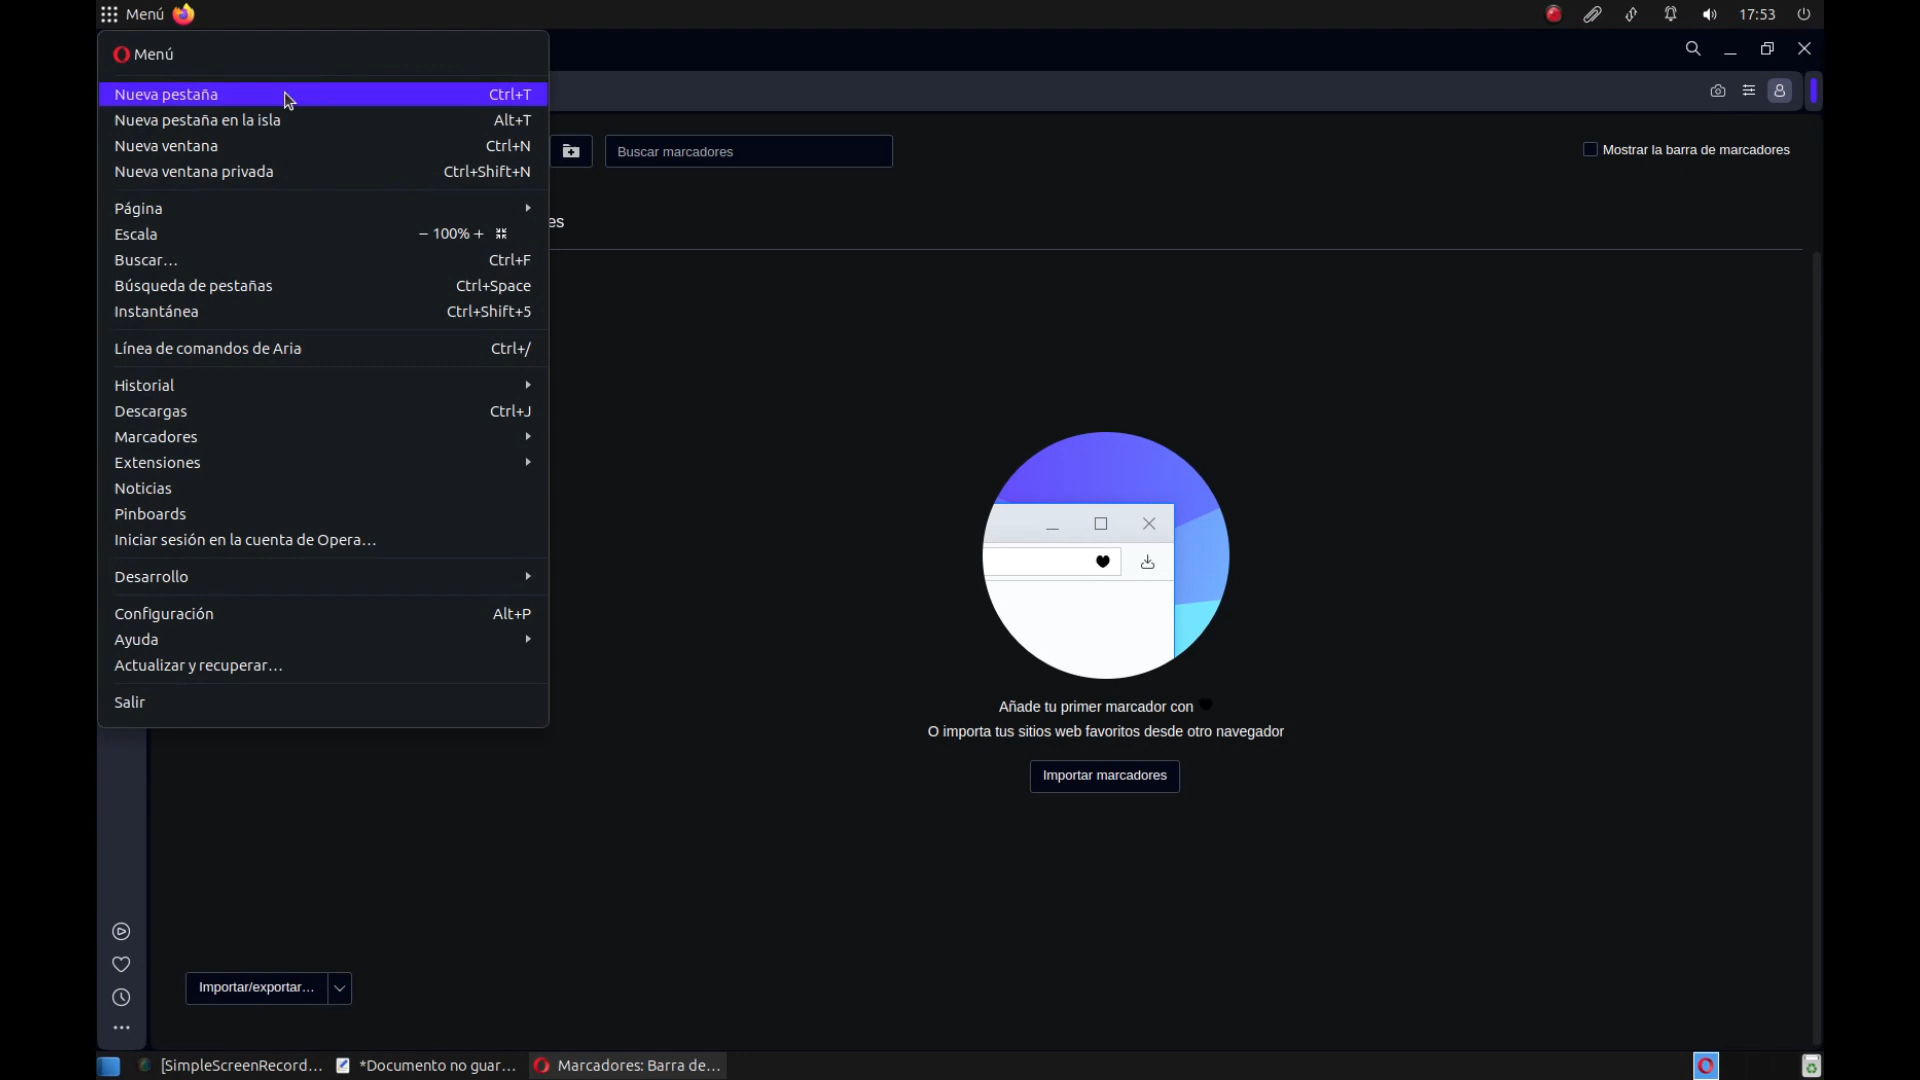 Menú
17:53
Menú
Nueva pestaña Ctrl+T
Nueva pestaña en la isla Alt+T
Nueva ventana Ctrl+N
Nueva ventana privada Ctrl+Shift+N
Página
Escala − 100% +
Buscar… Ctrl+F
Búsqueda de pestañas Ctrl+Space
Instantánea Ctrl+Shift+5
Línea de comandos de Aria Ctrl+/
Historial
Descargas Ctrl+J
Marcadores
Extensiones
Noticias
Pinboards
Iniciar sesión en la cuenta de Opera…
Desarrollo
Configuración Alt+P
Ayuda
Actualizar y recuperar…
Salir
Buscar marcadores
Mostrar la barra de marcadores
es
Añade tu primer marcador con
O importa tus sitios web favoritos desde otro navegador
Importar marcadores
Importar/exportar…
[SimpleScreenRecord… *Documento no guar… Marcadores: Barra de…